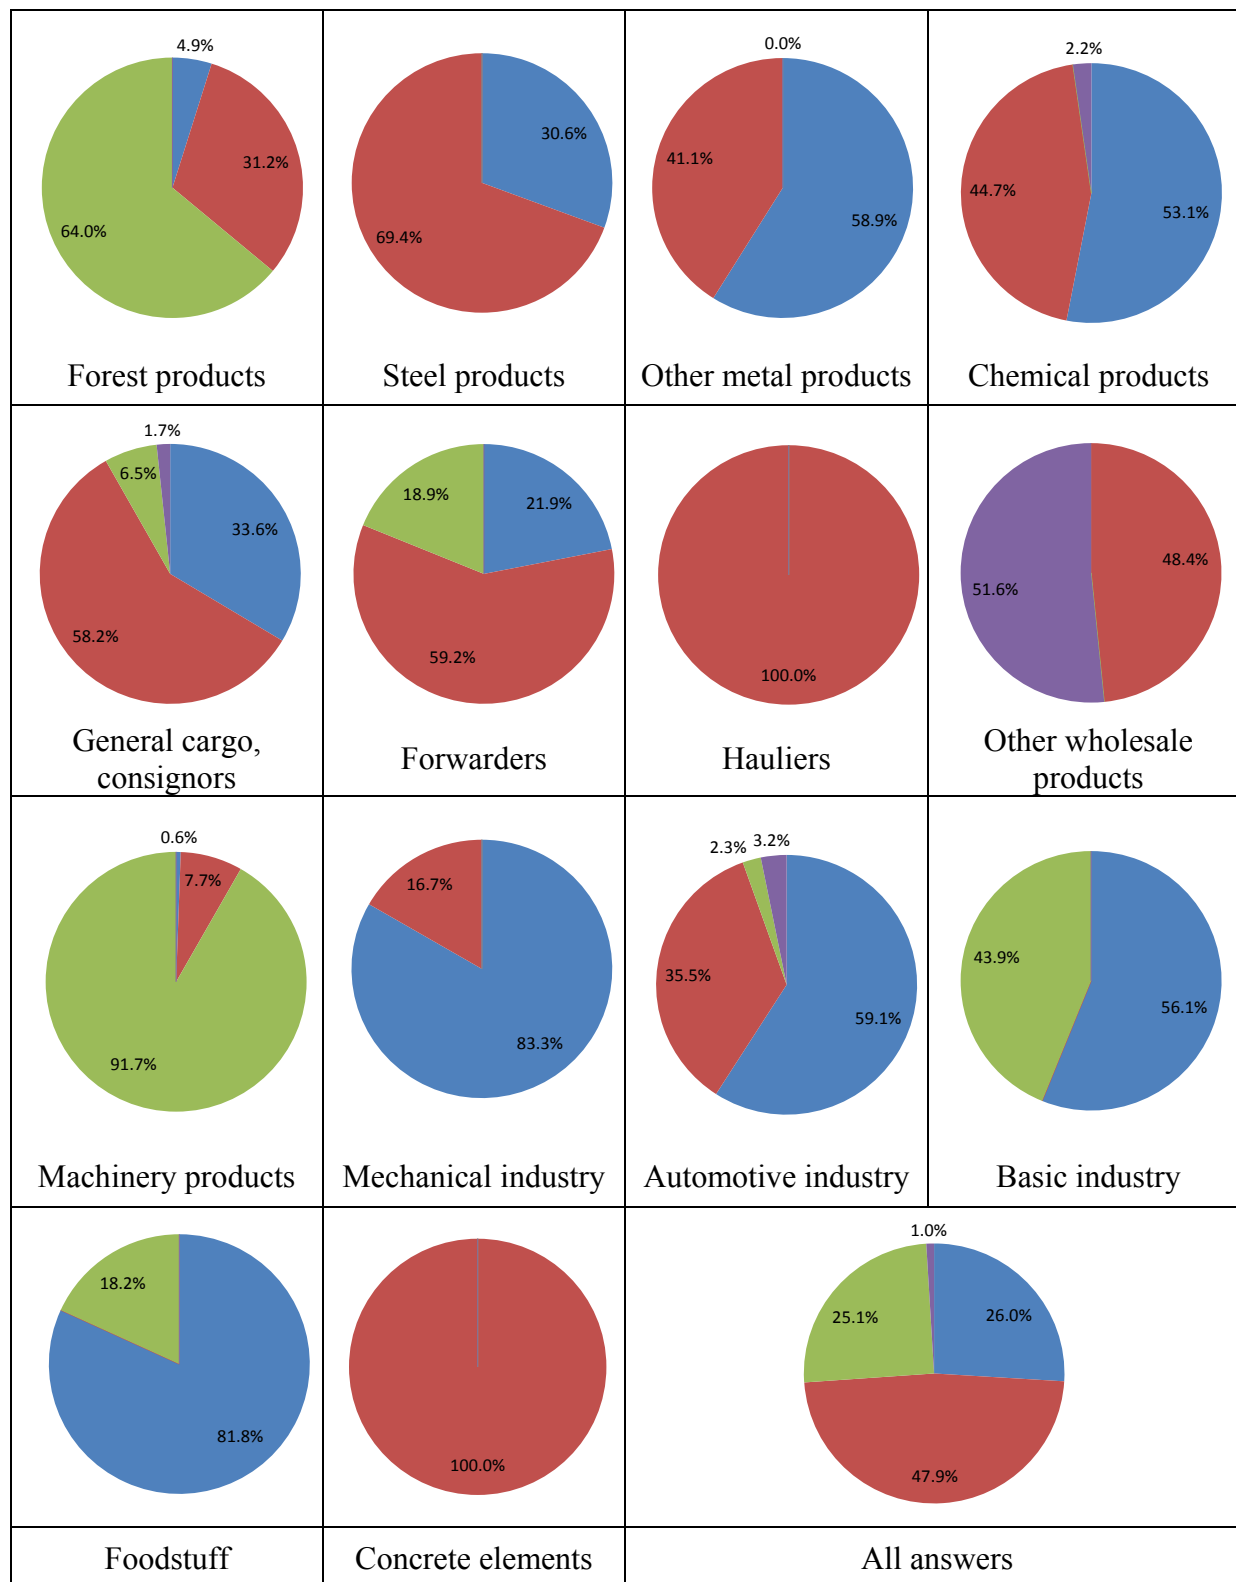 4.9%
31.2%
64.0%
Forest products
30.6%
69.4%
Steel products
0.0%
41.1%
58.9%
Other metal products
2.2%
44.7%
53.1%
Chemical products
1.7%
6.5%
33.6%
58.2%
General cargo,
consignors
18.9%
21.9%
59.2%
Forwarders
100.0%
Hauliers
48.4%
51.6%
Other wholesale
products
0.6%
7.7%
91.7%
Machinery products
16.7%
83.3%
Mechanical industry
2.3%
3.2%
35.5%
59.1%
Automotive industry
43.9%
56.1%
Basic industry
18.2%
81.8%
Foodstuff
100.0%
Concrete elements
1.0%
25.1%
26.0%
47.9%
All answers